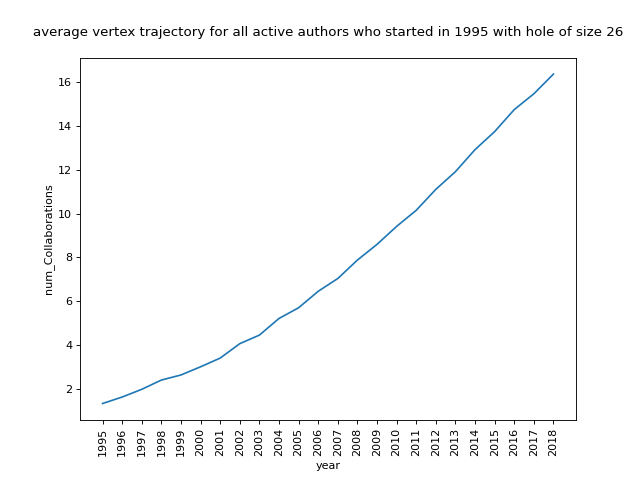 average vertex trajectory for all active authors who started in 1995 with hole of size 26
16
14
12
10
8
6
4
2
num_Collaborations
1995 1996 1997 1998 1999 2000 2001 2002 2003 2004 2005 2006 2007 2008 2009 2010 2011 2012 2013 2014 2015 2016 2017 2018
year